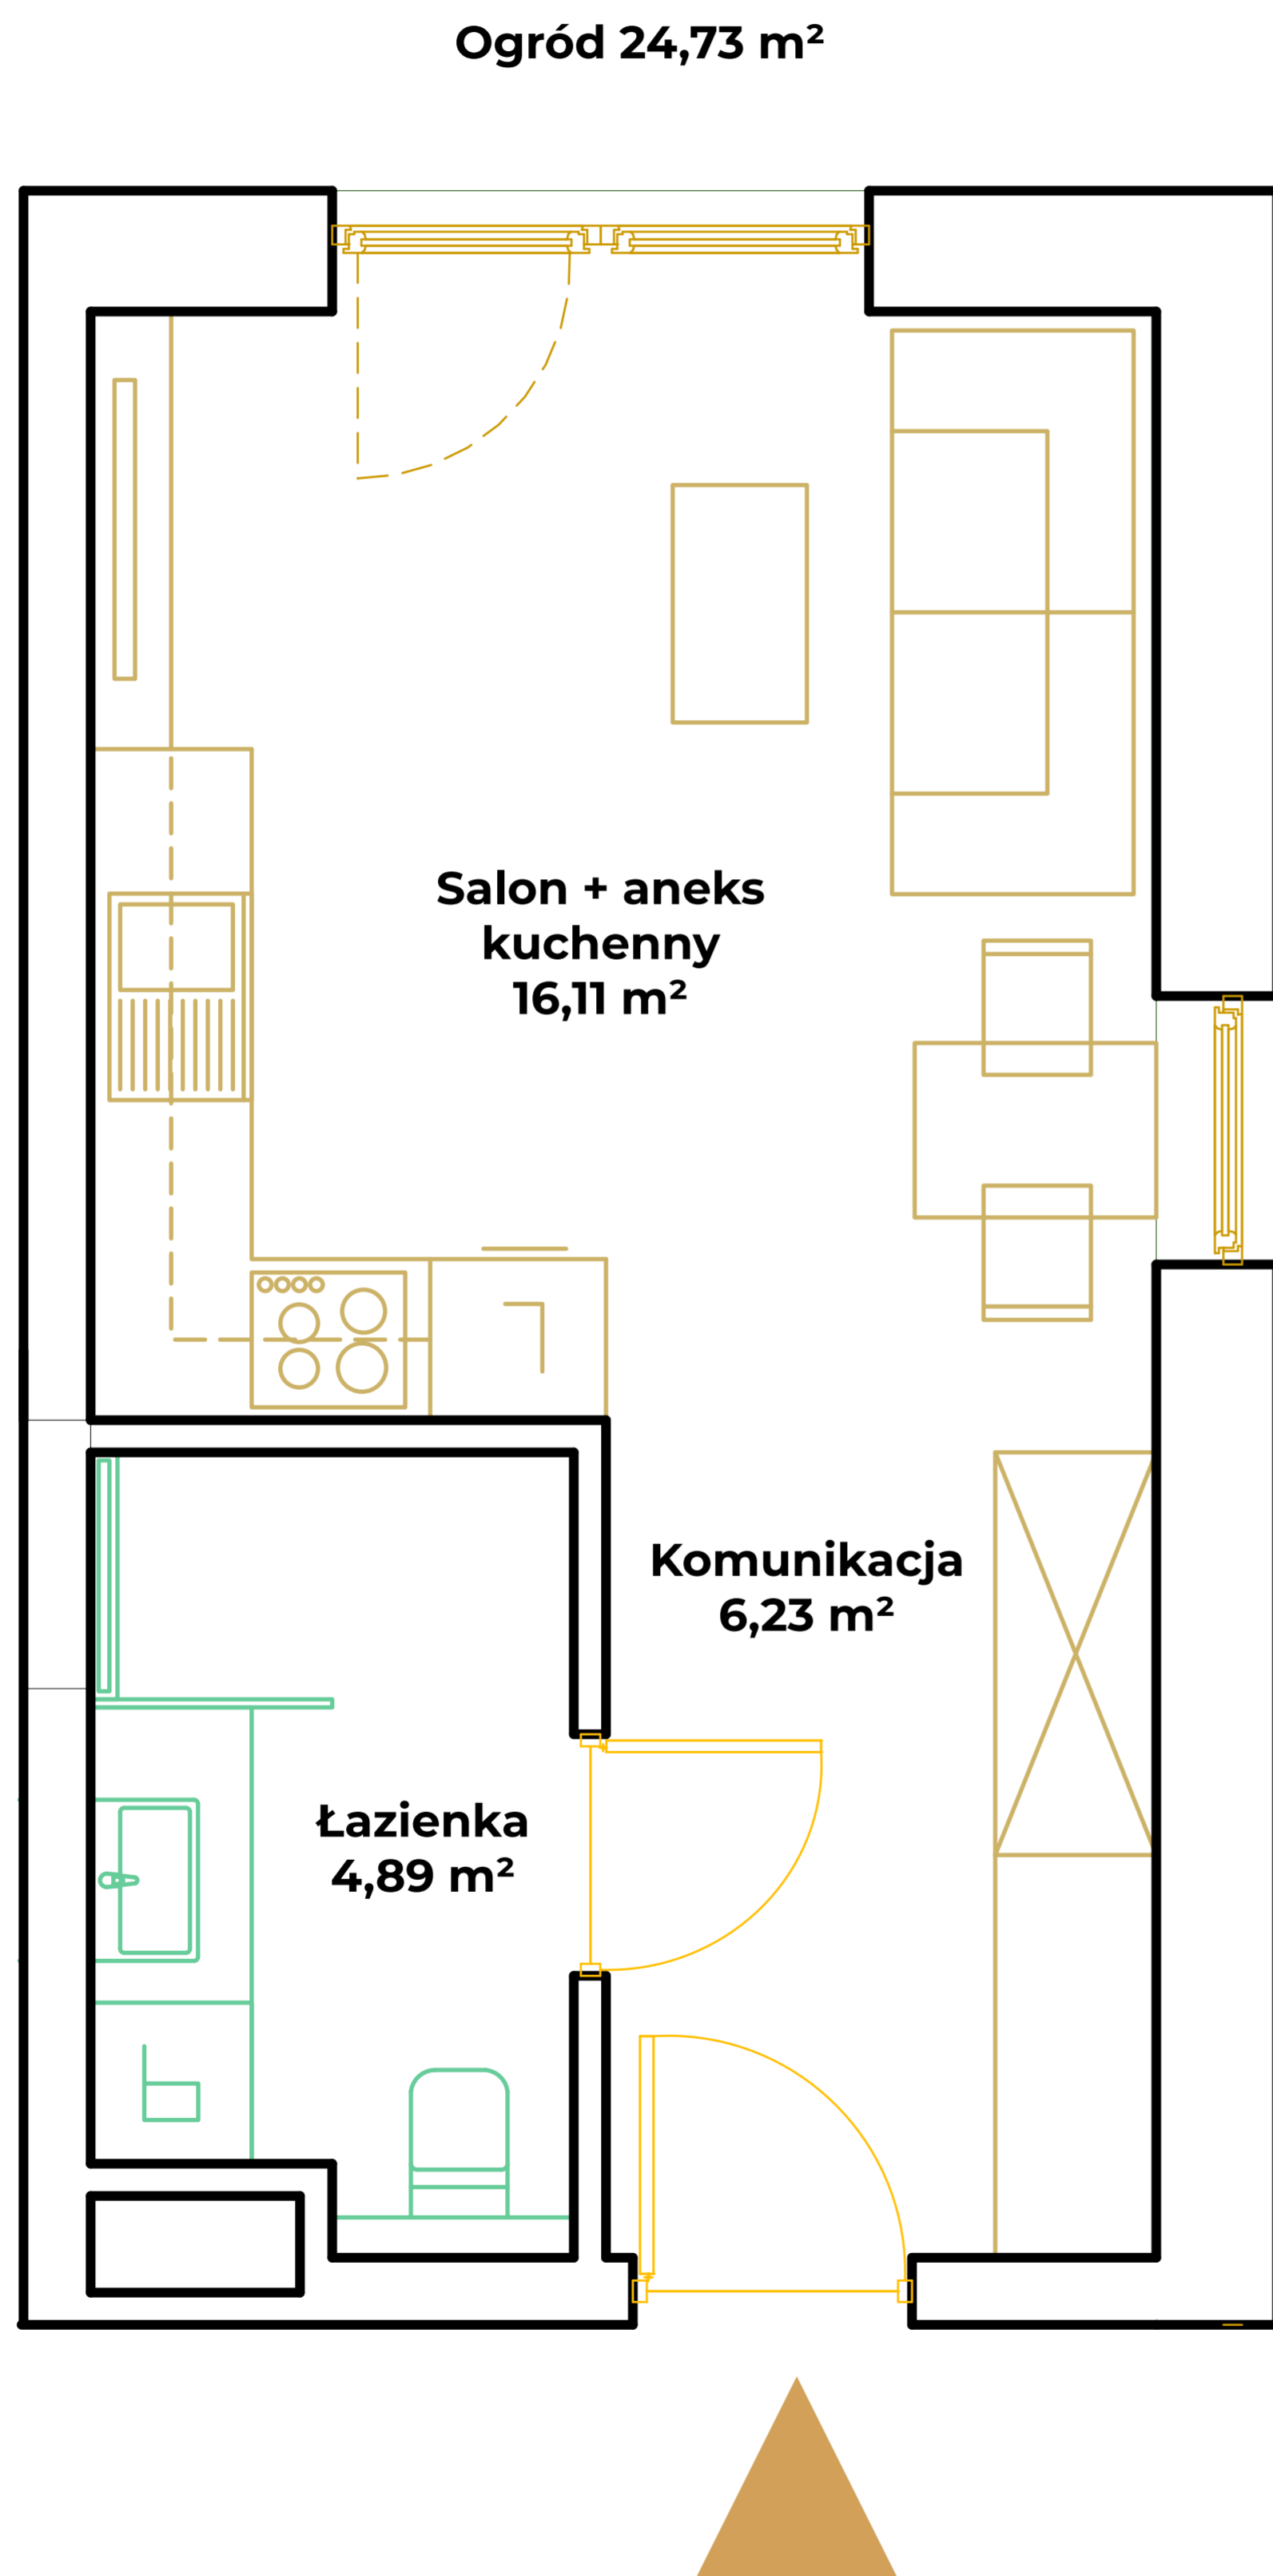 Ogród 24,73 m²
Salon + aneks
kuchenny
16,11 m²
Komunikacja
6,23 m²
Łazienka
4,89 m²